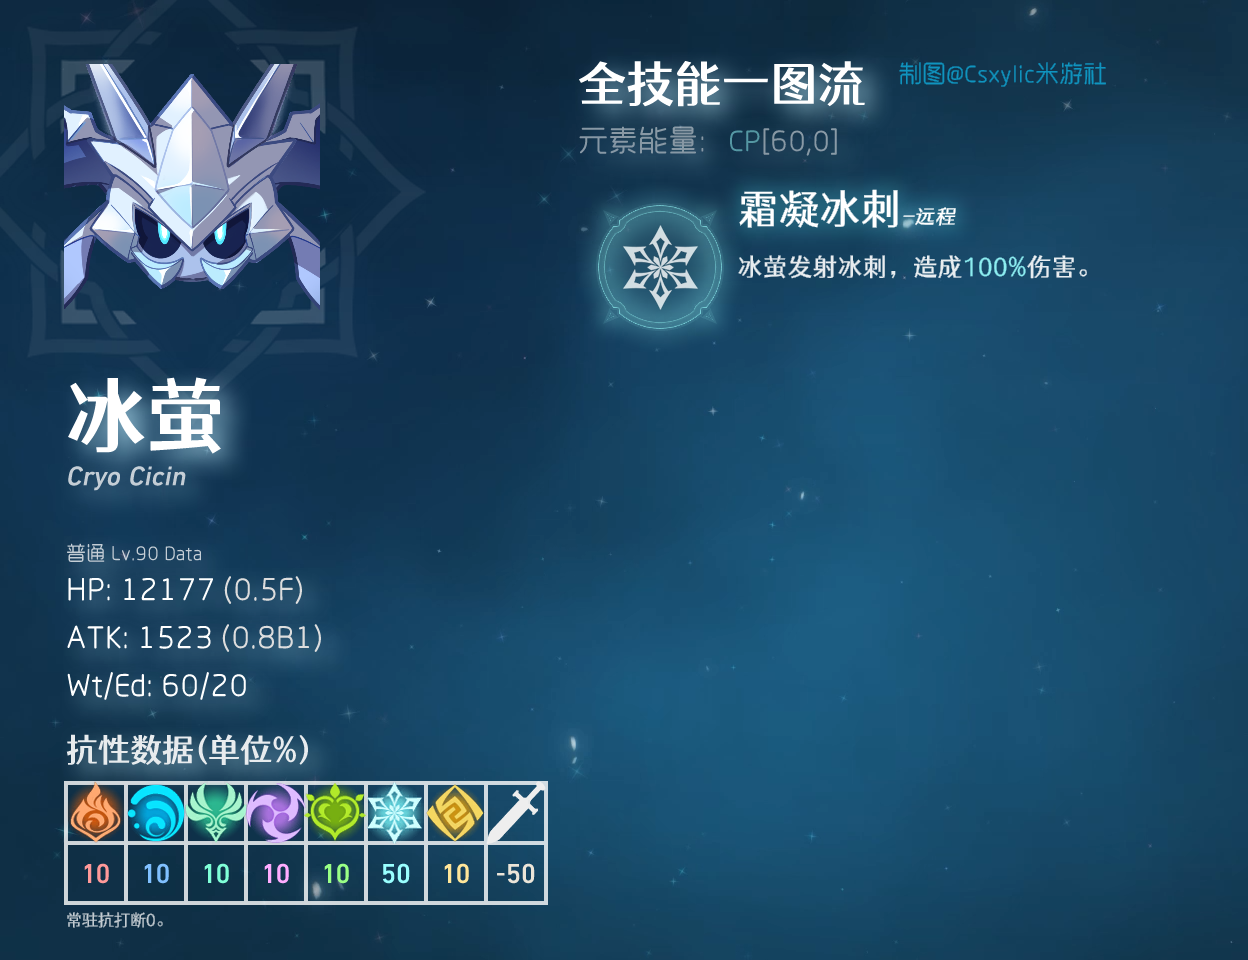 全技能一图流
制图@Csxylic米游社
元素能量: CP[60,0]
霜凝冰刺-远程
冰萤发射冰刺，造成100%伤害。
冰萤
Cryo Cicin
普通 Lv.90 Data
HP: 12177 (0.5F)
ATK: 1523 (0.8B1)
Wt/Ed: 60/20
抗性数据(单位%)
10 10 10 10 10 50 10 -50
常驻抗打断0。